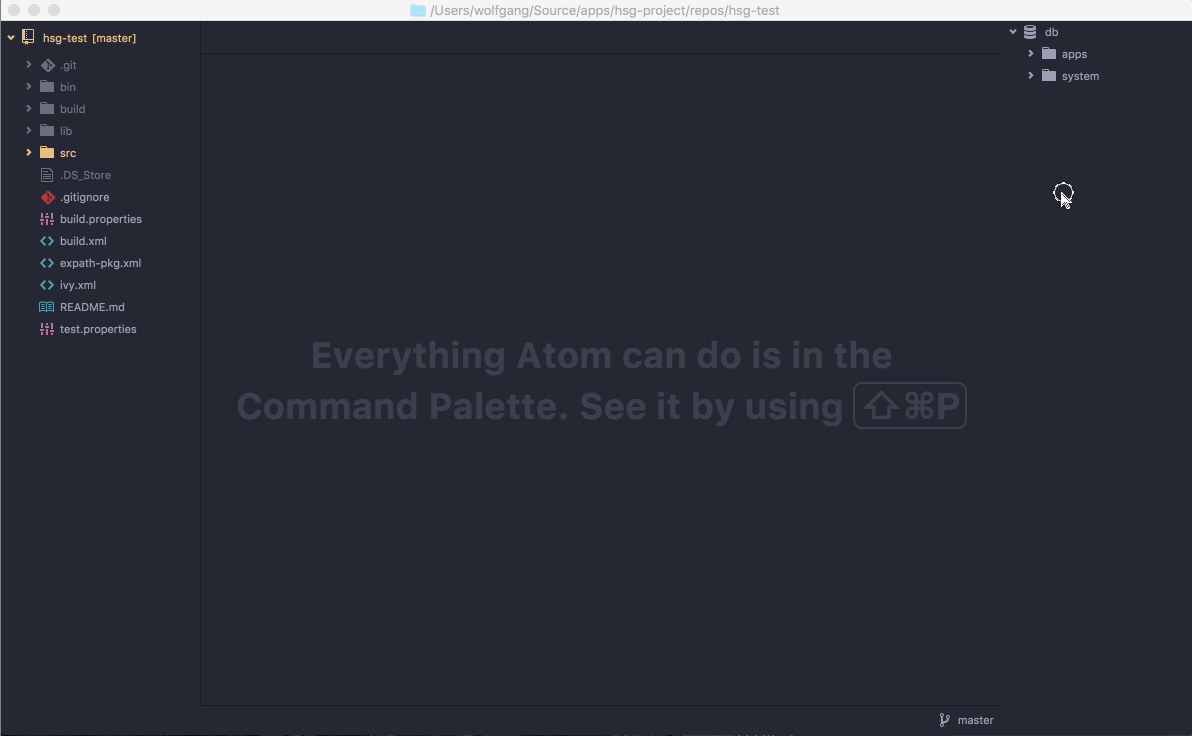 /Users/wolfgang/Source/apps/hsg-project/repos/hsg-test
hsg-test [master]
.git
bin
build
lib
src
.DS_Store
.gitignore
build.properties
build.xml
expath-pkg.xml
ivy.xml
README.md
test.properties
Everything Atom can do is in the
Command Palette. See it by using ⇧⌘P
db
apps
system
master